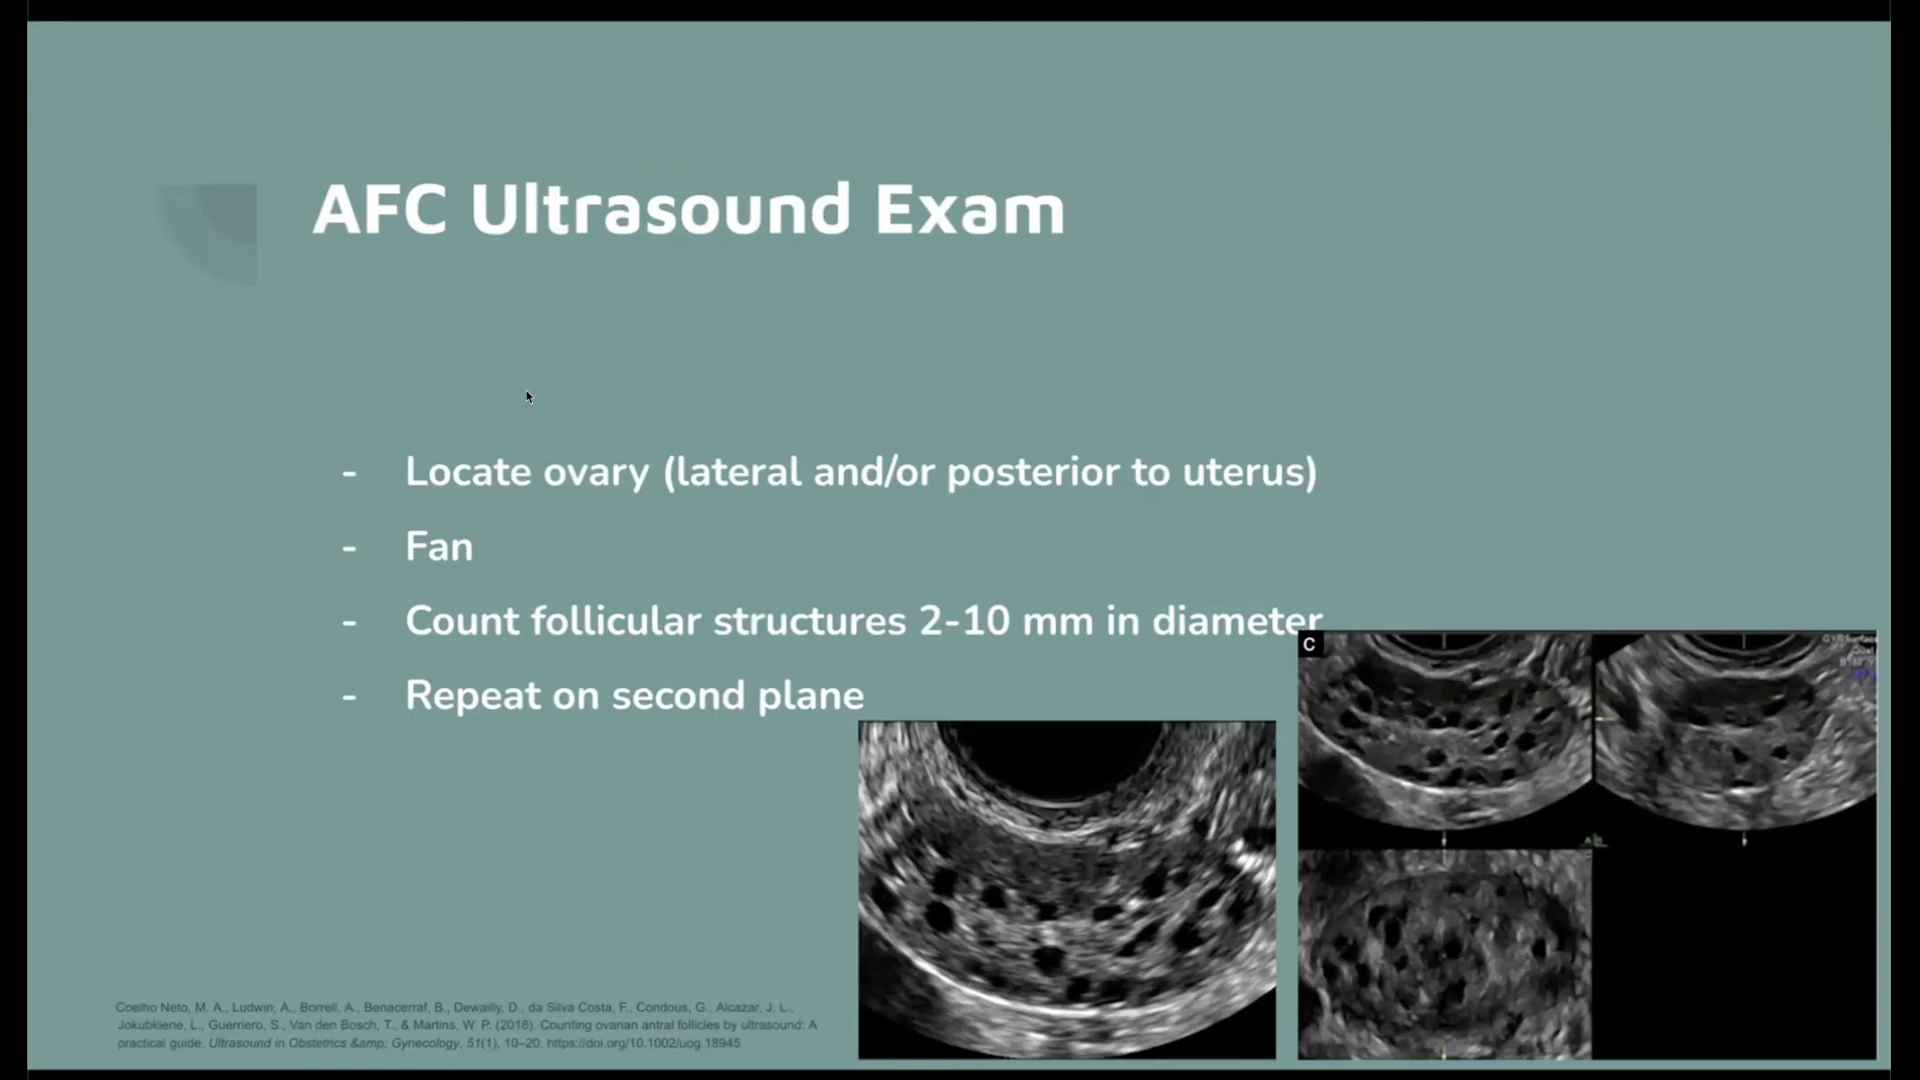 AFC Ultrasound Exam
- Locate ovary (lateral and/or posterior to uterus)
- Fan
- Count follicular structures 2-10 mm in diameter
- Repeat on second plane
C
Coelho Neto, M. A., Ludwin, A., Borrell, A., Benacerraf, B., Dewailly, D., da Silva Costa, F., Condous, G., Alcazar, J. L.,
Jokubkiene, L., Guerriero, S., Van den Bosch, T., & Martins, W. P. (2018). Counting ovarian antral follicles by ultrasound: A
practical guide. Ultrasound in Obstetrics &amp; Gynecology, 51(1), 10–20. https://doi.org/10.1002/uog.18945